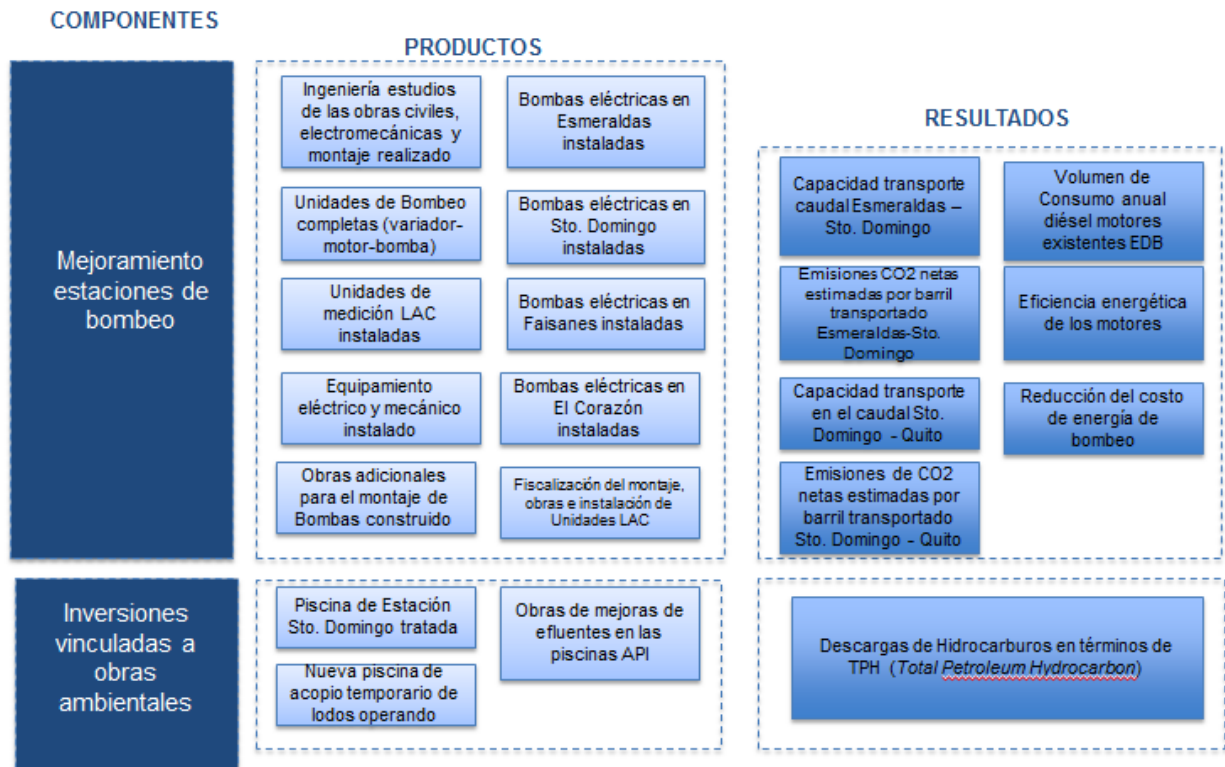 COMPONENTES
PRODUCTOS
RESULTADOS
Mejoramiento
estaciones de
bombeo
Ingeniería estudios
de las obras civiles,
electromecánicas y
montaje realizado
Bombas eléctricas en
Esmeraldas
instaladas
Unidades de Bombeo
completas (variador-
motor-bomba)
Bombas eléctricas en
Sto. Domingo
instaladas
Unidades de
medición LAC
instaladas
Bombas eléctricas en
Faisanes instaladas
Equipamiento
eléctrico y mecánico
instalado
Bombas eléctricas en
El Corazón
instaladas
Obras adicionales
para el montaje de
Bombas construido
Fiscalización del montaje,
obras e instalación de
Unidades LAC
Capacidad transporte
caudal Esmeraldas –
Sto. Domingo
Volumen de
Consumo anual
diésel motores
existentes EDB
Emisiones CO2 netas
estimadas por barril
transportado
Esmeraldas-Sto.
Domingo
Eficiencia energética
de los motores
Capacidad transporte
en el caudal Sto.
Domingo - Quito
Reducción del costo
de energía de
bombeo
Emisiones de CO2
netas estimadas por
barril transportado
Sto. Domingo - Quito
Inversiones
vinculadas a
obras
ambientales
Piscina de Estación
Sto. Domingo tratada
Obras de mejoras de
efluentes en las
piscinas API
Nueva piscina de
acopio temporario de
lodos operando
Descargas de Hidrocarburos en términos de
TPH (Total Petroleum Hydrocarbon)